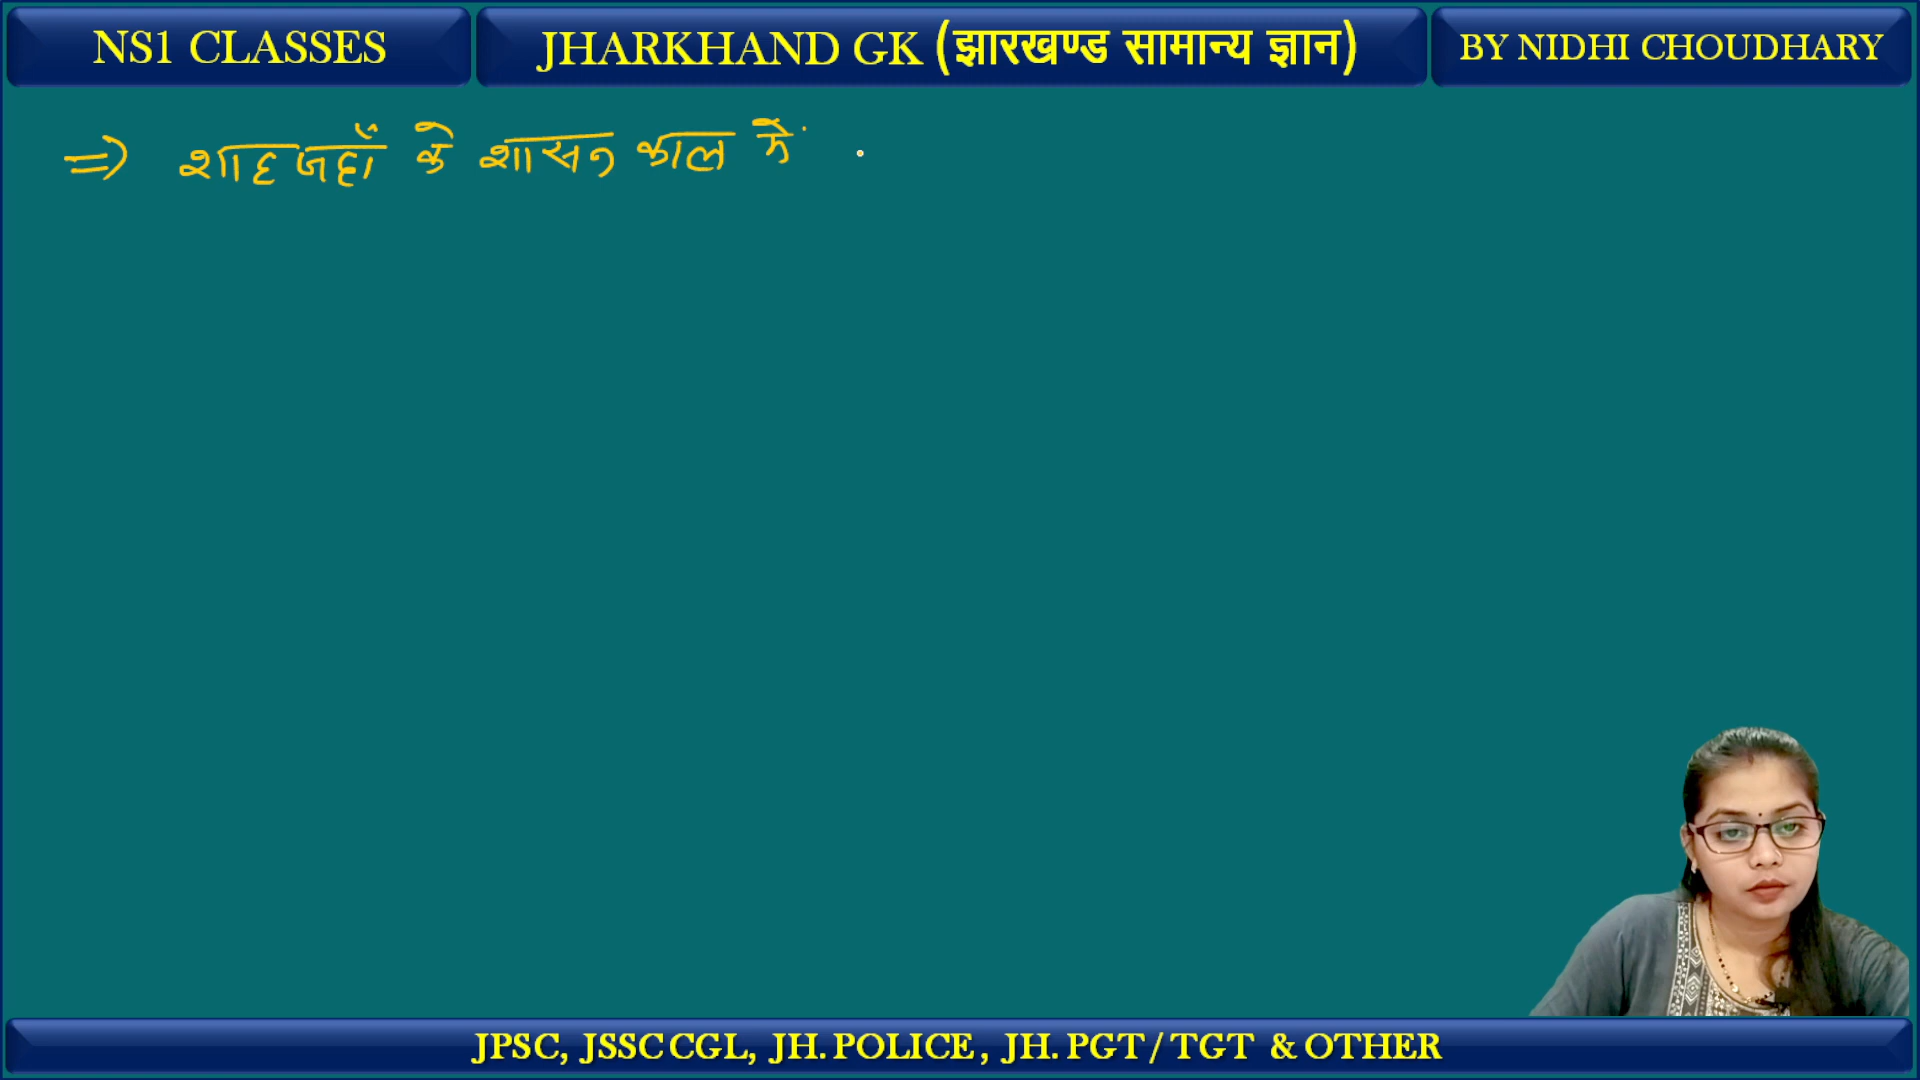 NS1 CLASSES
JHARKHAND GK (झारखण्ड सामान्य ज्ञान)
BY NIDHI CHOUDHARY
⇒ शाहजहाँ के शासन काल में
JPSC, JSSC CGL, JH. POLICE, JH. PGT / TGT & OTHER